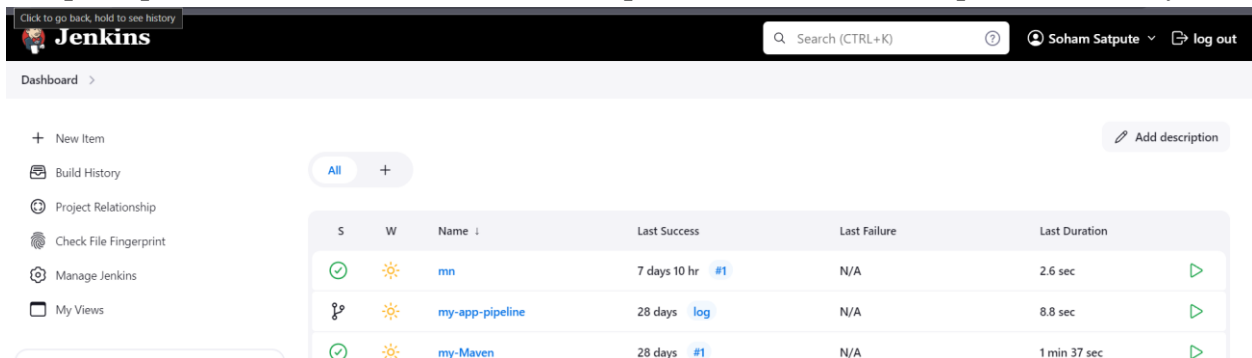 Click to go back, hold to see history
Jenkins
Search (CTRL+K)
?
Soham Satpute
log out
Dashboard >
+ New Item
Build History
Project Relationship
Check File Fingerprint
Manage Jenkins
My Views
Add description
All +
S W Name ↓ Last Success Last Failure Last Duration
mn 7 days 10 hr #1 N/A 2.6 sec
my-app-pipeline 28 days log N/A 8.8 sec
my-Maven 28 days #1 N/A 1 min 37 sec